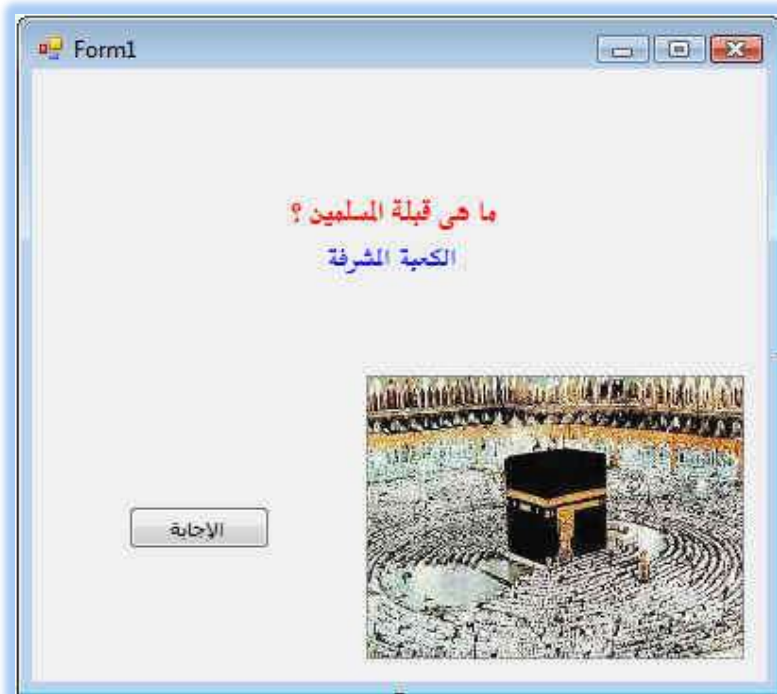 Form1
ما هى قبلة المسلمين ؟
الكعبة المشرفة
الإجابة